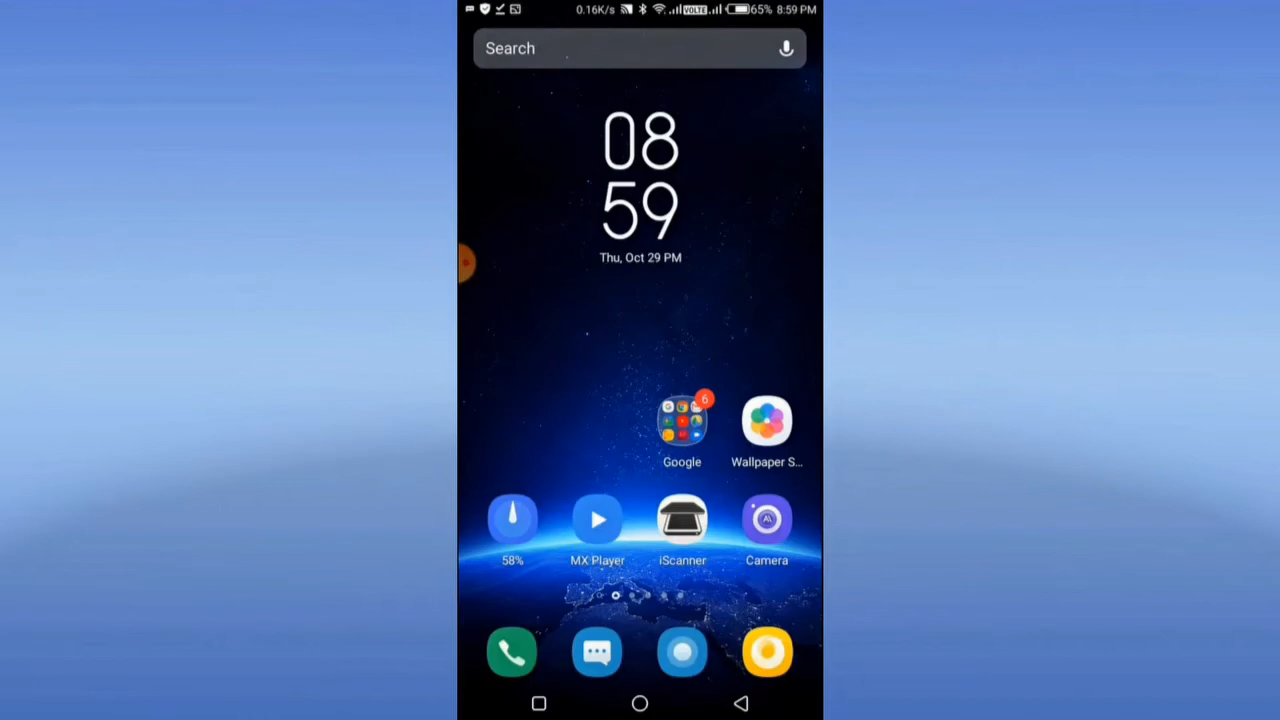 0.16K/s VOLTE 65% 8:59 PM
Search
08
59
Thu, Oct 29 PM
6
Google Wallpaper S...
58% MX Player iScanner Camera